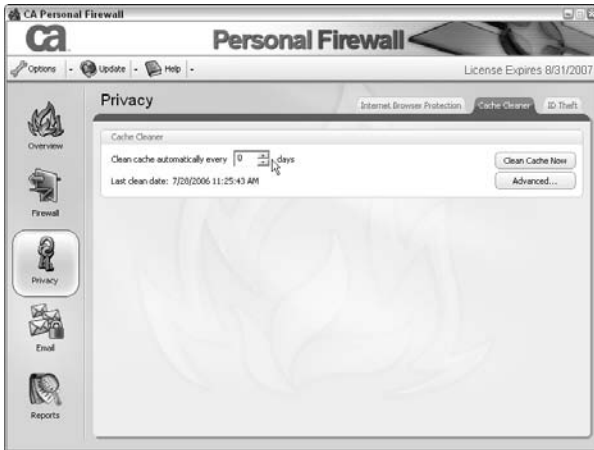 CA Personal Firewall
ca
Personal Firewall
Options
Update
Help
License Expires 8/31/2007
Overview
Firewall
Privacy
Email
Reports
Privacy
Internet Browser Protection
Cache Cleaner
ID Theft
Cache Cleaner
Clean cache automatically every 0 days
Clean Cache Now
Last clean date: 7/28/2006 11:25:43 AM
Advanced...